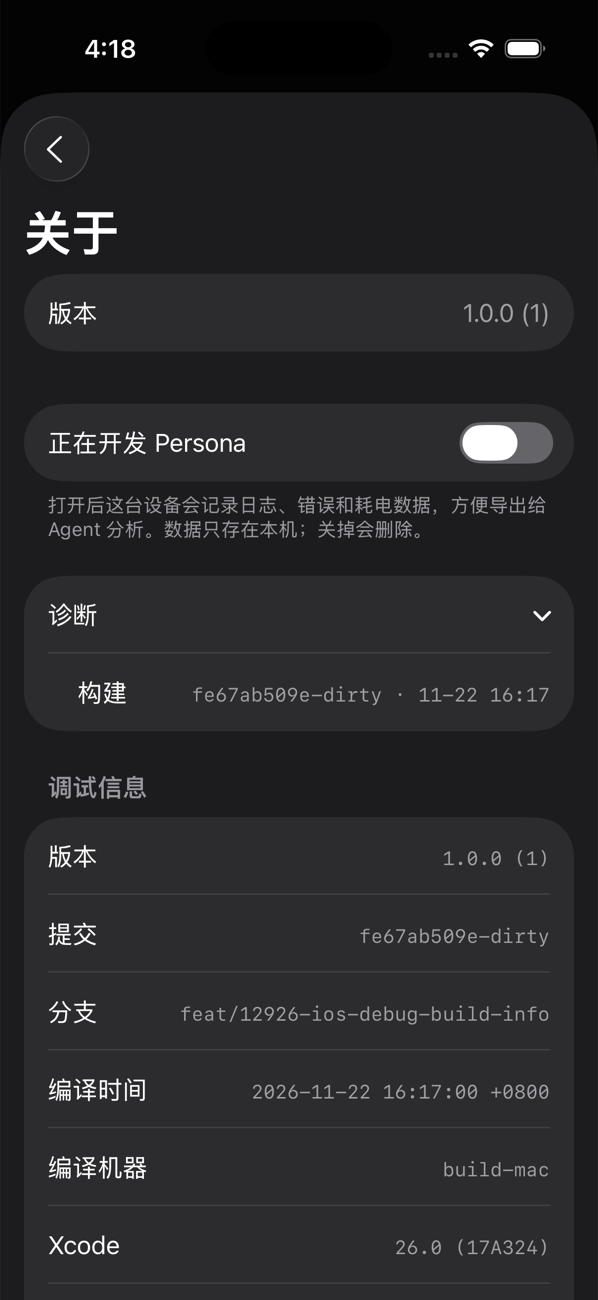 4:18
关于
版本 1.0.0 (1)
正在开发 Persona
打开后这台设备会记录日志、错误和耗电数据，方便导出给
Agent 分析。数据只存在本机；关掉会删除。
诊断
构建 fe67ab509e-dirty · 11-22 16:17
调试信息
版本 1.0.0 (1)
提交 fe67ab509e-dirty
分支 feat/12926-ios-debug-build-info
编译时间 2026-11-22 16:17:00 +0800
编译机器 build-mac
Xcode 26.0 (17A324)